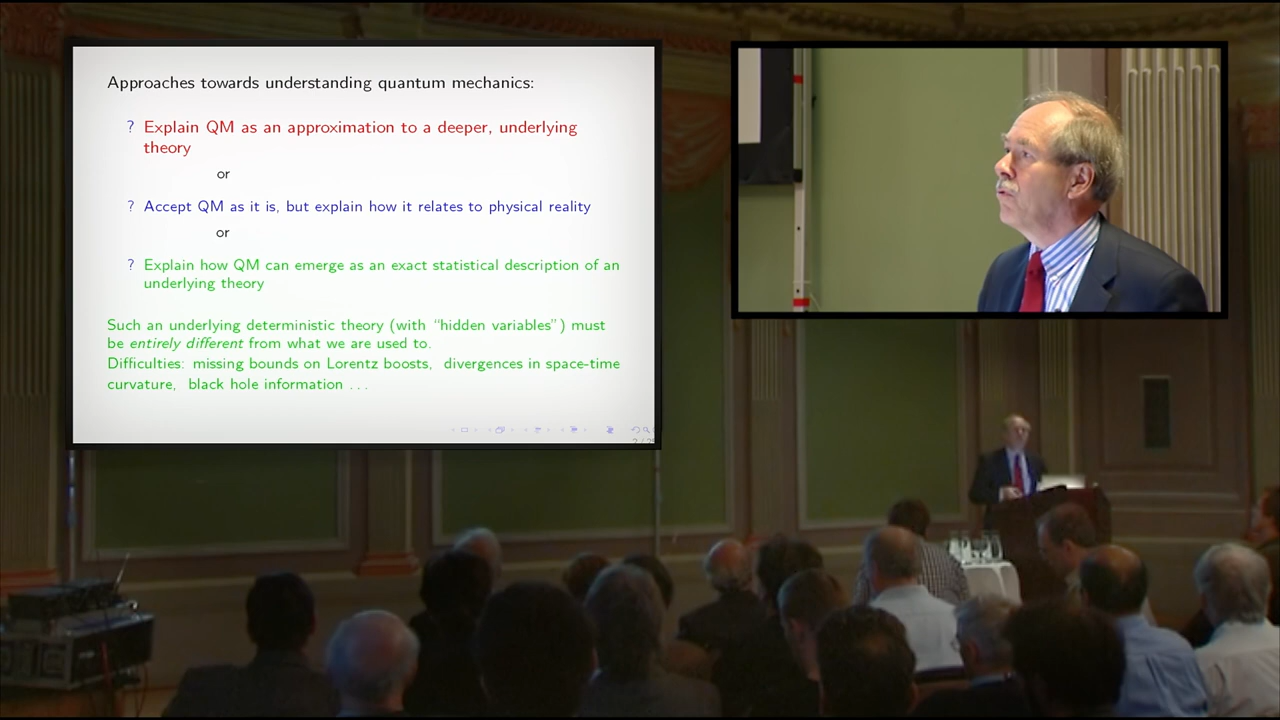 Approaches towards understanding quantum mechanics:
? Explain QM as an approximation to a deeper, underlying
theory
or
? Accept QM as it is, but explain how it relates to physical reality
or
? Explain how QM can emerge as an exact statistical description of an
underlying theory
Such an underlying deterministic theory (with “hidden variables”) must
be entirely different from what we are used to.
Difficulties: missing bounds on Lorentz boosts, divergences in space-time
curvature, black hole information . . .